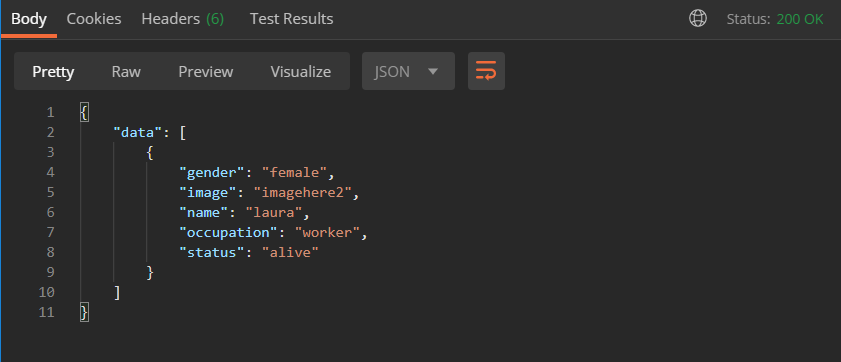 Body Cookies Headers (6) Test Results Status: 200 OK
Pretty Raw Preview Visualize JSON
1 {
2 "data": [
3 {
4 "gender": "female",
5 "image": "imagehere2",
6 "name": "laura",
7 "occupation": "worker",
8 "status": "alive"
9 }
10 ]
11 }